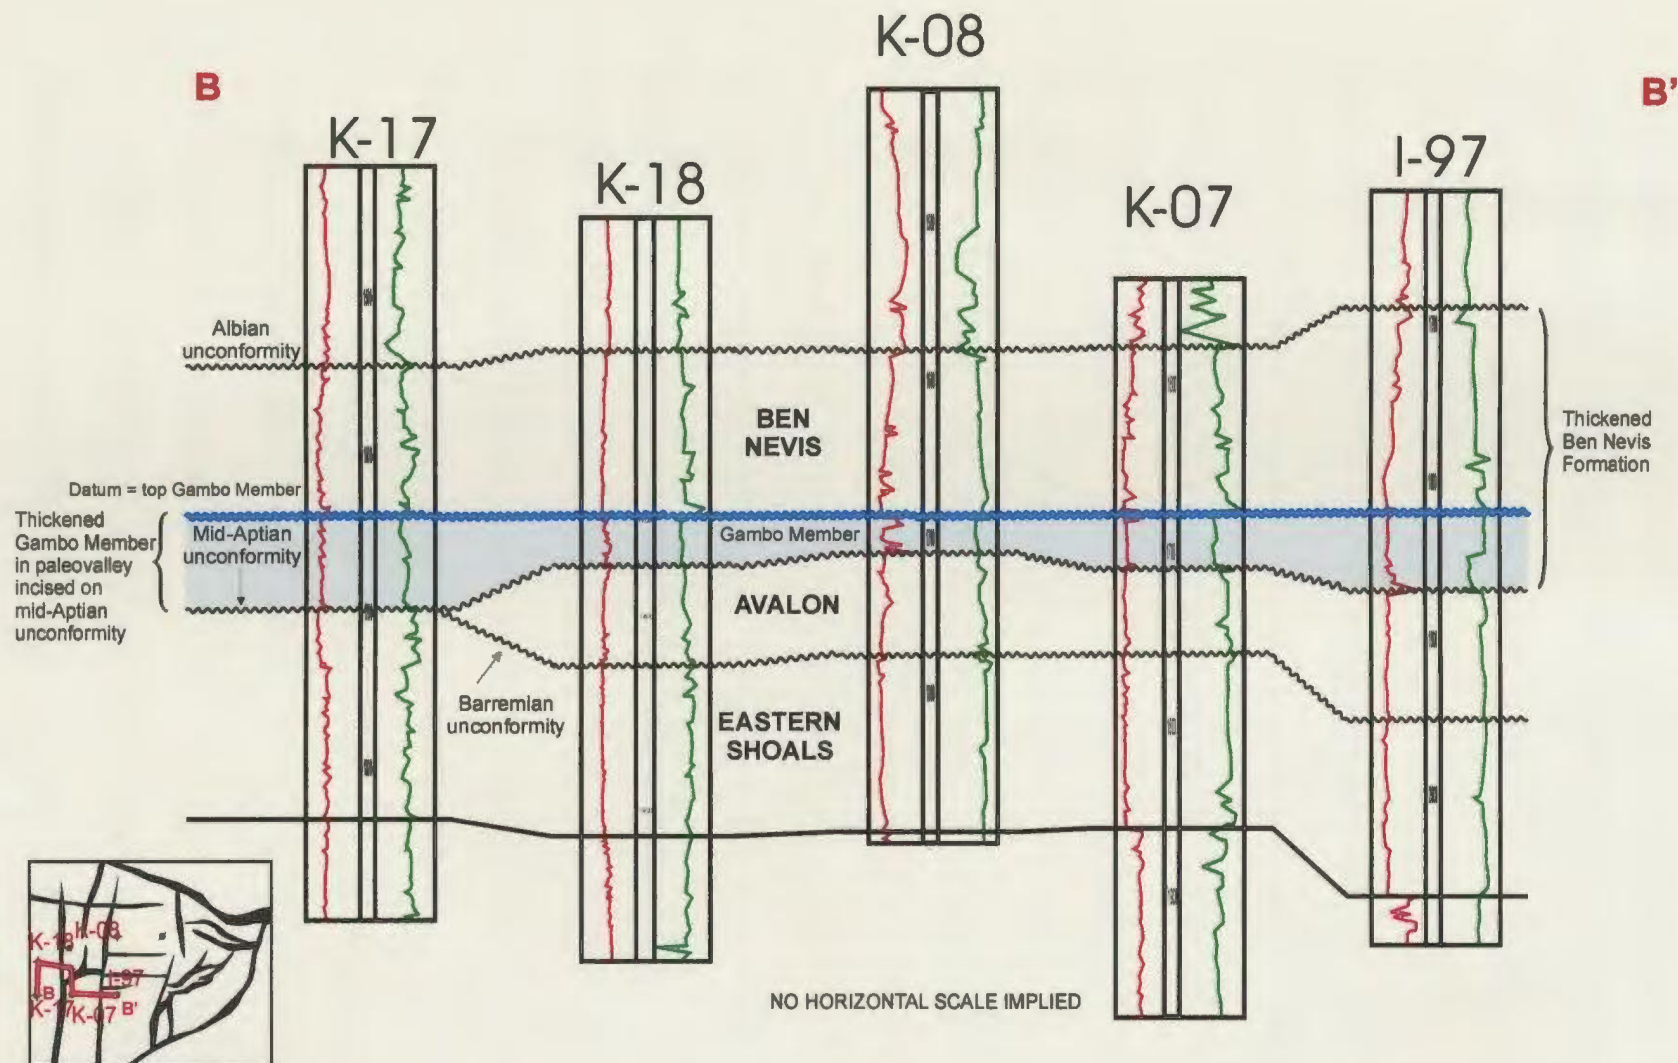 B
B'
K-17
K-18
K-08
K-07
I-97
Albian
unconformity
BEN
NEVIS
Thickened
Ben Nevis
Formation
Datum = top Gambo Member
Thickened
Gambo Member
in paleovalley
incised on
mid-Aptian
unconformity
Mid-Aptian
unconformity
Gambo Member
AVALON
Barremian
unconformity
EASTERN
SHOALS
NO HORIZONTAL SCALE IMPLIED
K-18
K-08
I-97
B
B'
K-17
K-07